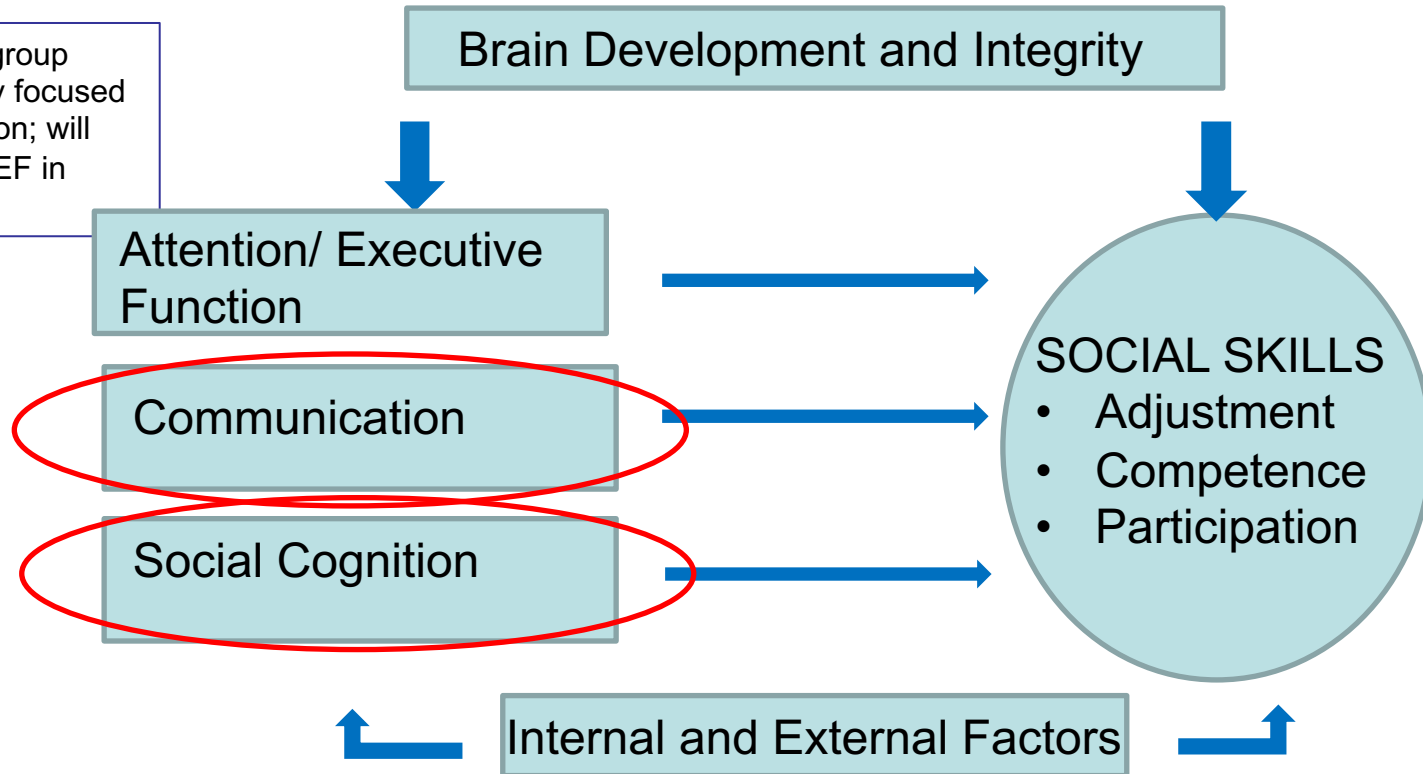 group
focused
on; will
EF in
Brain Development and Integrity
Attention/ Executive
Function
Communication
Social Cognition
SOCIAL SKILLS
• Adjustment
• Competence
• Participation
Internal and External Factors